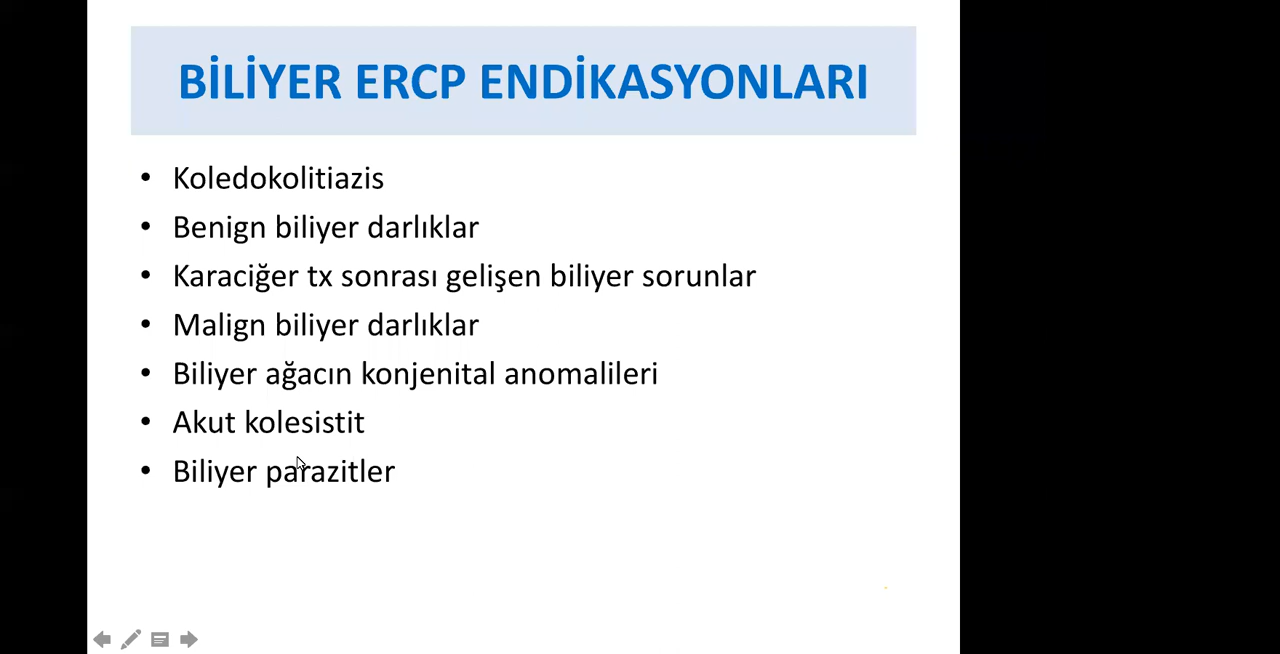 BİLİYER ERCP ENDİKASYONLARI
• Koledokolitiazis
• Benign biliyer darlıklar
• Karaciğer tx sonrası gelişen biliyer sorunlar
• Malign biliyer darlıklar
• Biliyer ağacın konjenital anomalileri
• Akut kolesistit
• Biliyer parazitler